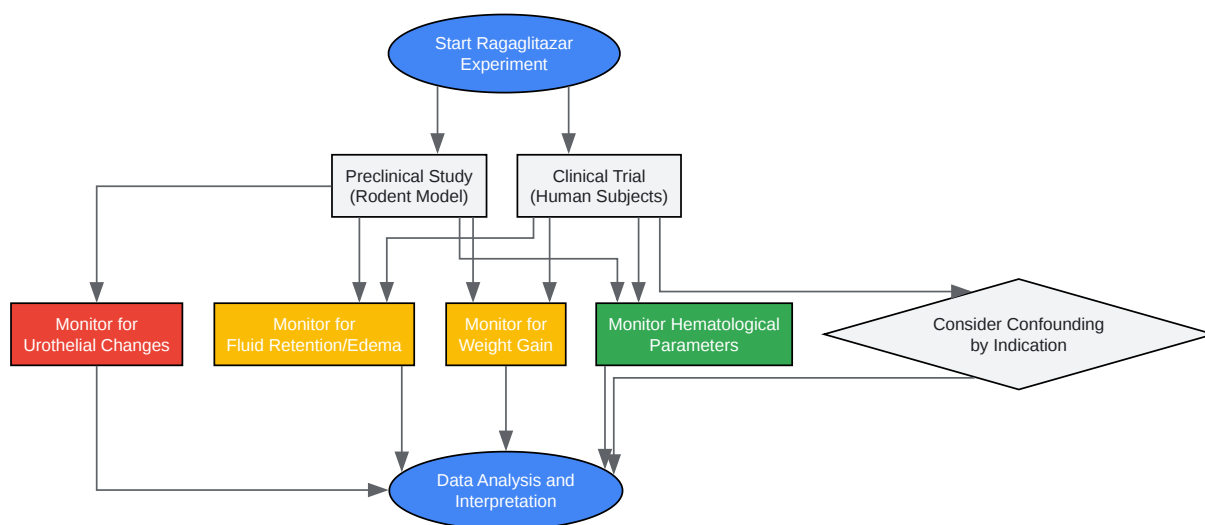 Start Ragaglitazar
Experiment
Preclinical Study
(Rodent Model)
Clinical Trial
(Human Subjects)
Monitor for
Urothelial Changes
Monitor for
Fluid Retention/Edema
Monitor for
Weight Gain
Monitor Hematological
Parameters
Consider Confounding
by Indication
Data Analysis and
Interpretation